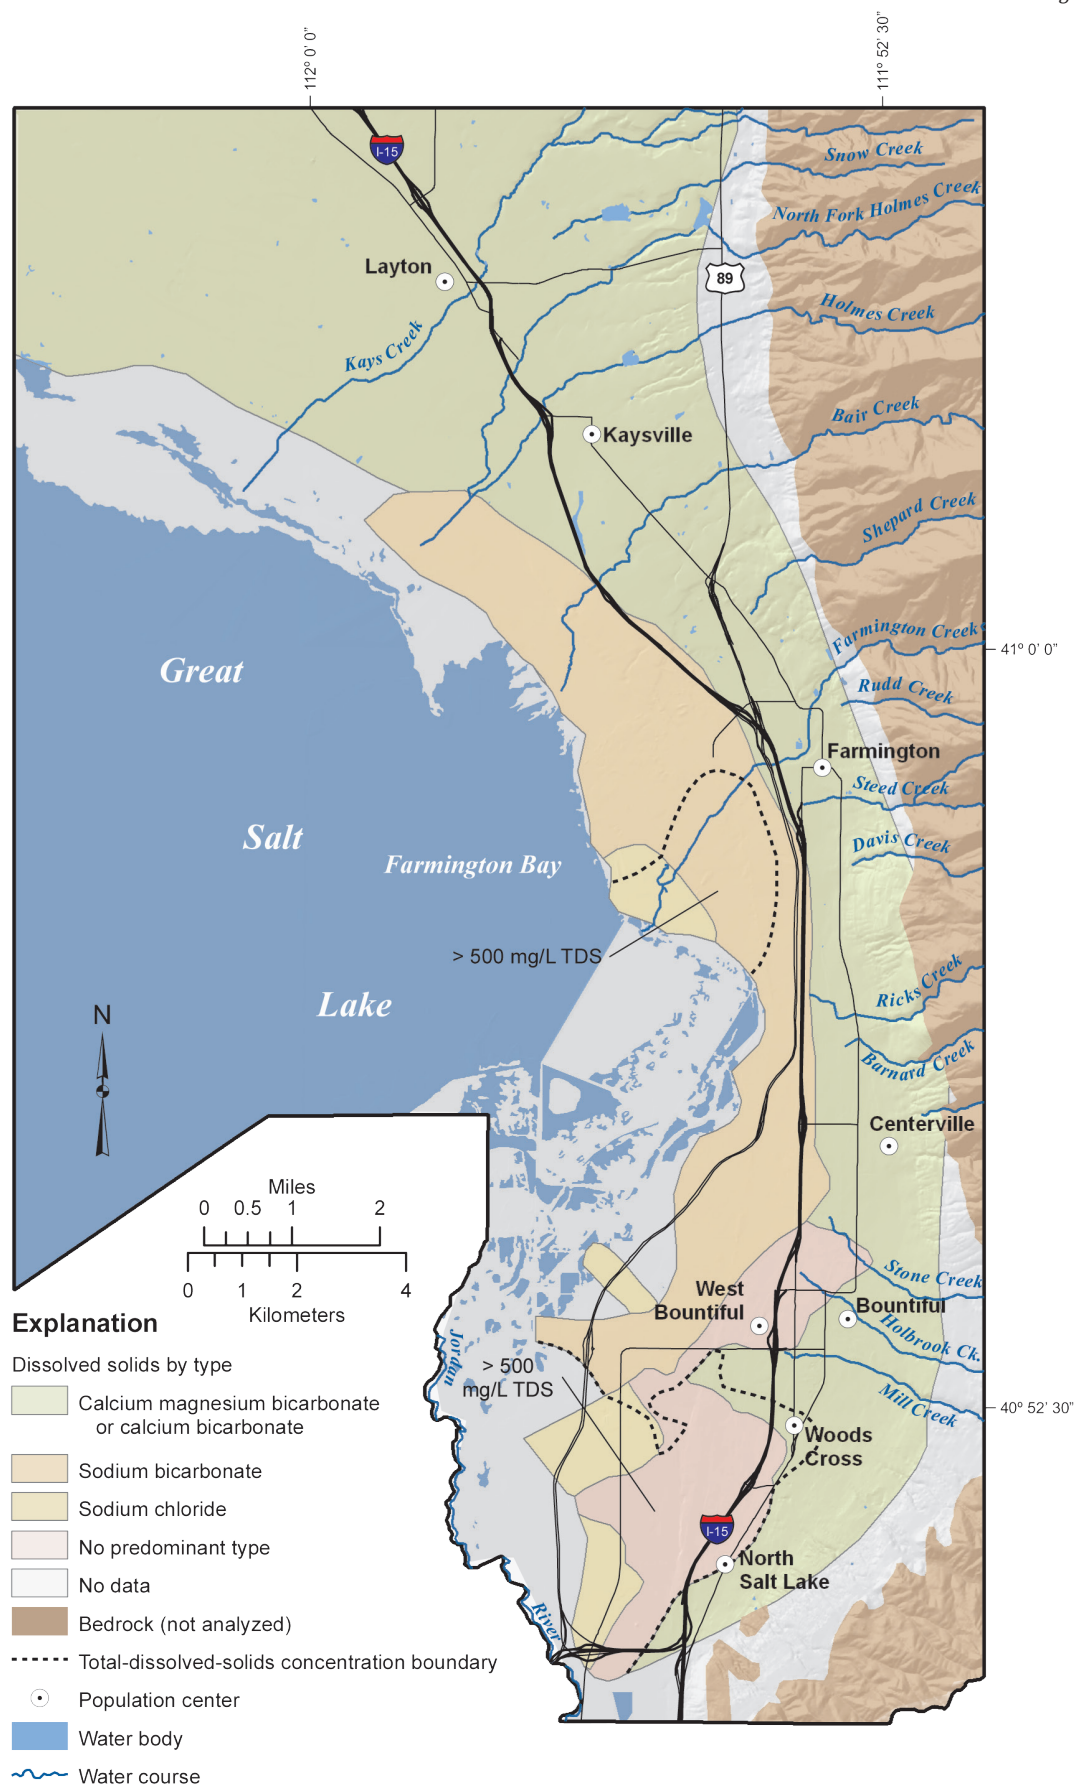 112° 0' 0"
111° 52' 30"
I-15
Snow Creek
North Fork Holmes Creek
Layton
89
Holmes Creek
Kays Creek
Bair Creek
Kaysville
Shepard Creek
Farmington Creek
41° 0' 0"
Great
Rudd Creek
Farmington
Steed Creek
Salt
Davis Creek
Farmington Bay
> 500 mg/L TDS
Ricks Creek
Lake
N
Barnard Creek
Centerville
Miles
0 0.5 1 2
0 1 2 4
Kilometers
Stone Creek
West
Bountiful
Bountiful
Holbrook Ck.
Jordan
> 500
mg/L TDS
Mill Creek
40° 52' 30"
Woods
Cross
I-15
North
Salt Lake
River
Explanation
Dissolved solids by type
Calcium magnesium bicarbonate
or calcium bicarbonate
Sodium bicarbonate
Sodium chloride
No predominant type
No data
Bedrock (not analyzed)
Total-dissolved-solids concentration boundary
Population center
Water body
Water course